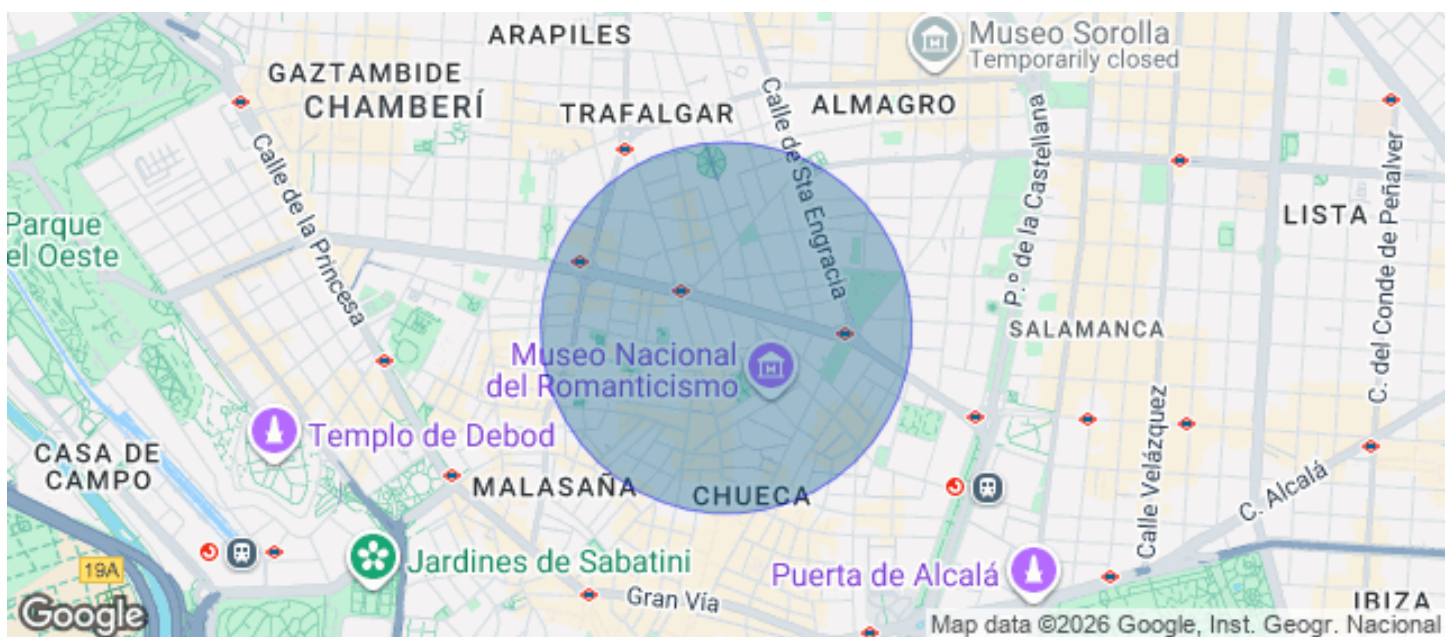 ARAPILES
Museo Sorolla
Temporarily closed
GAZTAMBIDE
CHAMBERÍ
TRAFALGAR
ALMAGRO
Calle de Sta Engracia
Calle de la Princesa
P.º de la Castellana
C. del Conde de Peñalver
LISTA
Parque
el Oeste
SALAMANCA
Museo Nacional
del Romanticismo
Templo de Debod
Calle Velázquez
CASA DE
CAMPO
MALASAÑA
CHUECA
C. Alcalá
Jardines de Sabatini
Puerta de Alcalá
19A
Gran Vía
IBIZA
Google
Map data ©2026 Google, Inst. Geogr. Nacional